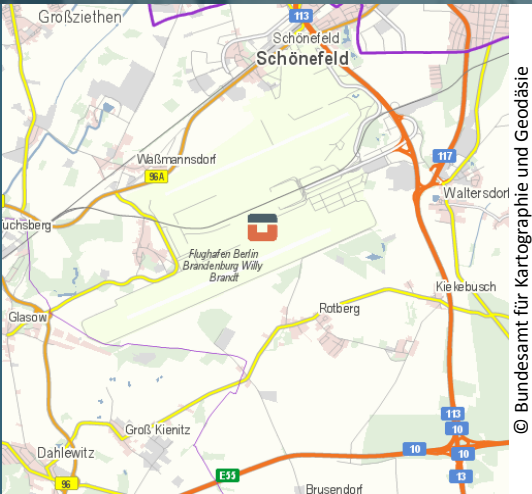 Großziethen
113
Schönefeld
Schönefeld
Waßmannsdorf
96A
117
Waltersdorf
uchsberg
Flughafen Berlin
Brandenburg Willy
Brandt
Kiekebusch
Glasow
Rotberg
113
Groß Kienitz
10
10
Dahlewitz
10
E55
13
96
Brusendorf
© Bundesamt für Kartographie und Geodäsie